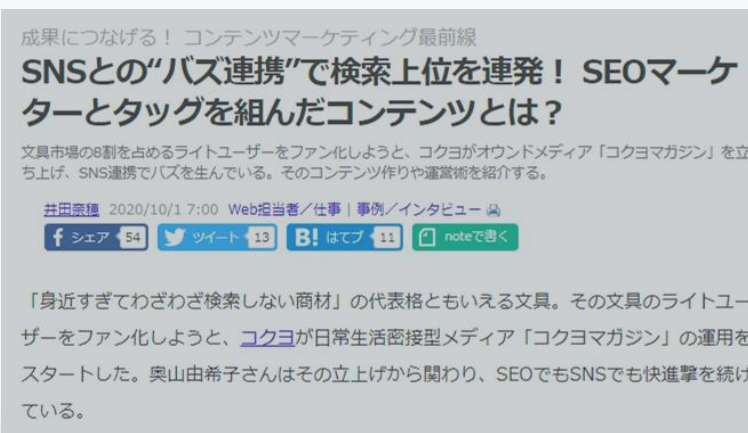 成果につなげる！ コンテンツマーケティング最前線
SNSとの“バズ連携”で検索上位を連発！ SEOマーケ
ターとタッグを組んだコンテンツとは？
文具市場の8割を占めるライトユーザーをファン化しようと、コクヨがオウンドメディア「コクヨマガジン」を立
ち上げ、SNS連携でバズを生んでいる。そのコンテンツ作りや運営術を紹介する。
井田奈穂 2020/10/1 7:00 Web担当者／仕事 | 事例／インタビュー
f シェア 54 ツイート 13 B! はてブ 11 noteで書く
「身近すぎてわざわざ検索しない商材」の代表格ともいえる文具。その文具のライトユー
ザーをファン化しようと、コクヨが日常生活密接型メディア「コクヨマガジン」の運用を
スタートした。奥山由希子さんはその立上げから関わり、SEOでもSNSでも快進撃を続け
ている。